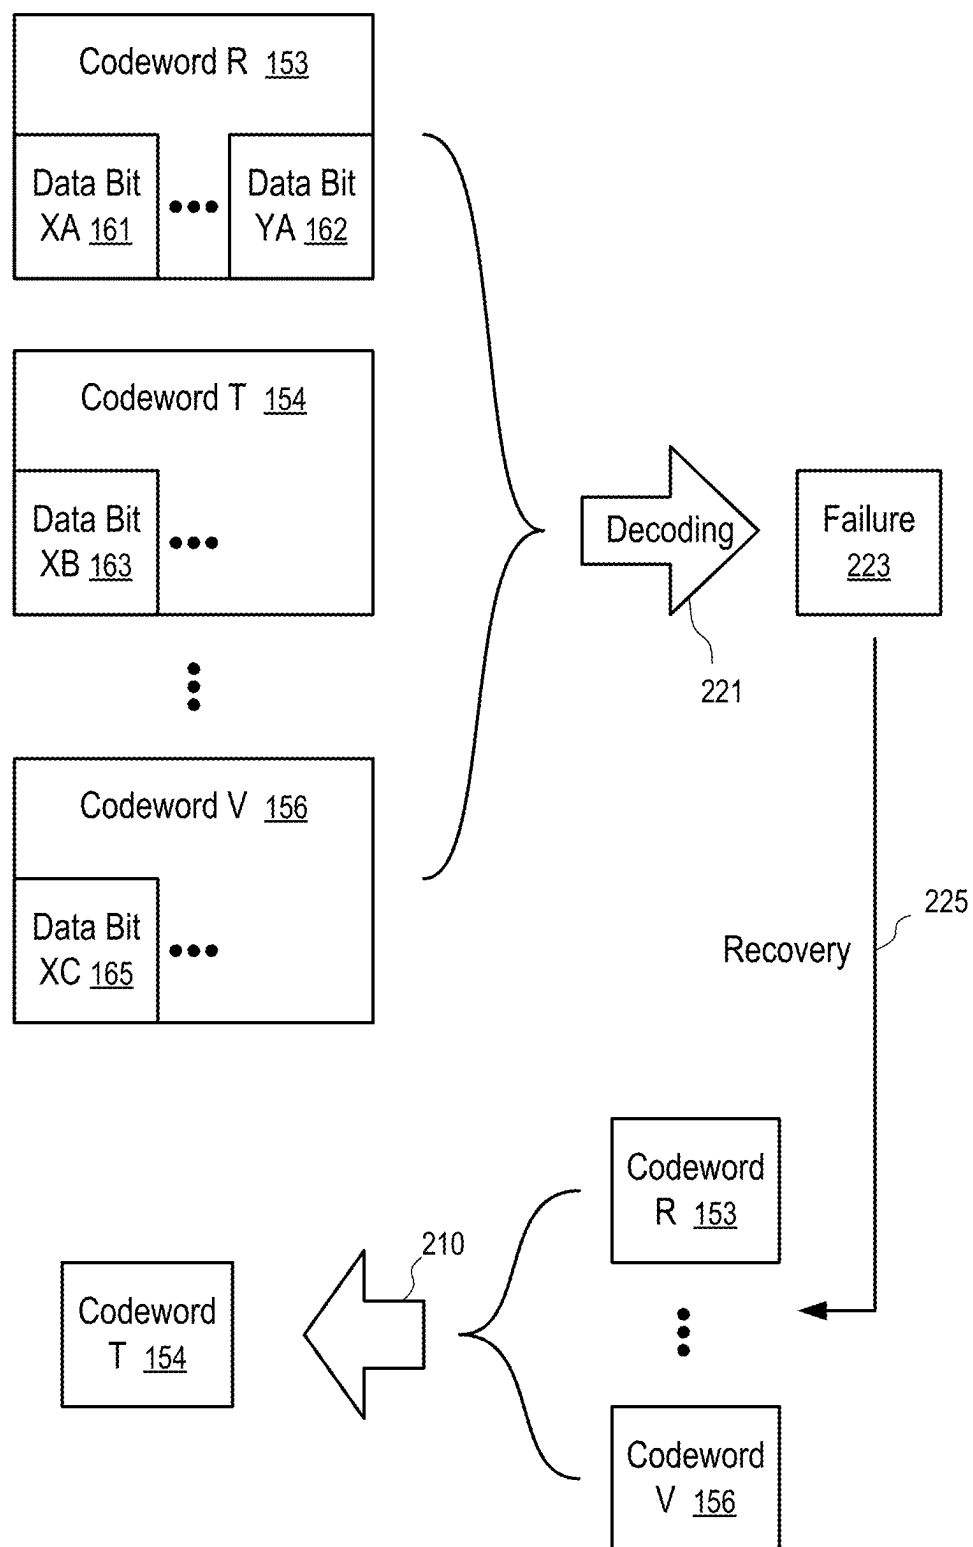 Codeword R 153
Data Bit
XA 161
Data Bit
YA 162
Codeword T 154
Data Bit
XB 163
Decoding
221
Failure
223
Codeword V 156
Data Bit
XC 165
Recovery
225
Codeword
R 153
210
Codeword
T 154
Codeword
V 156